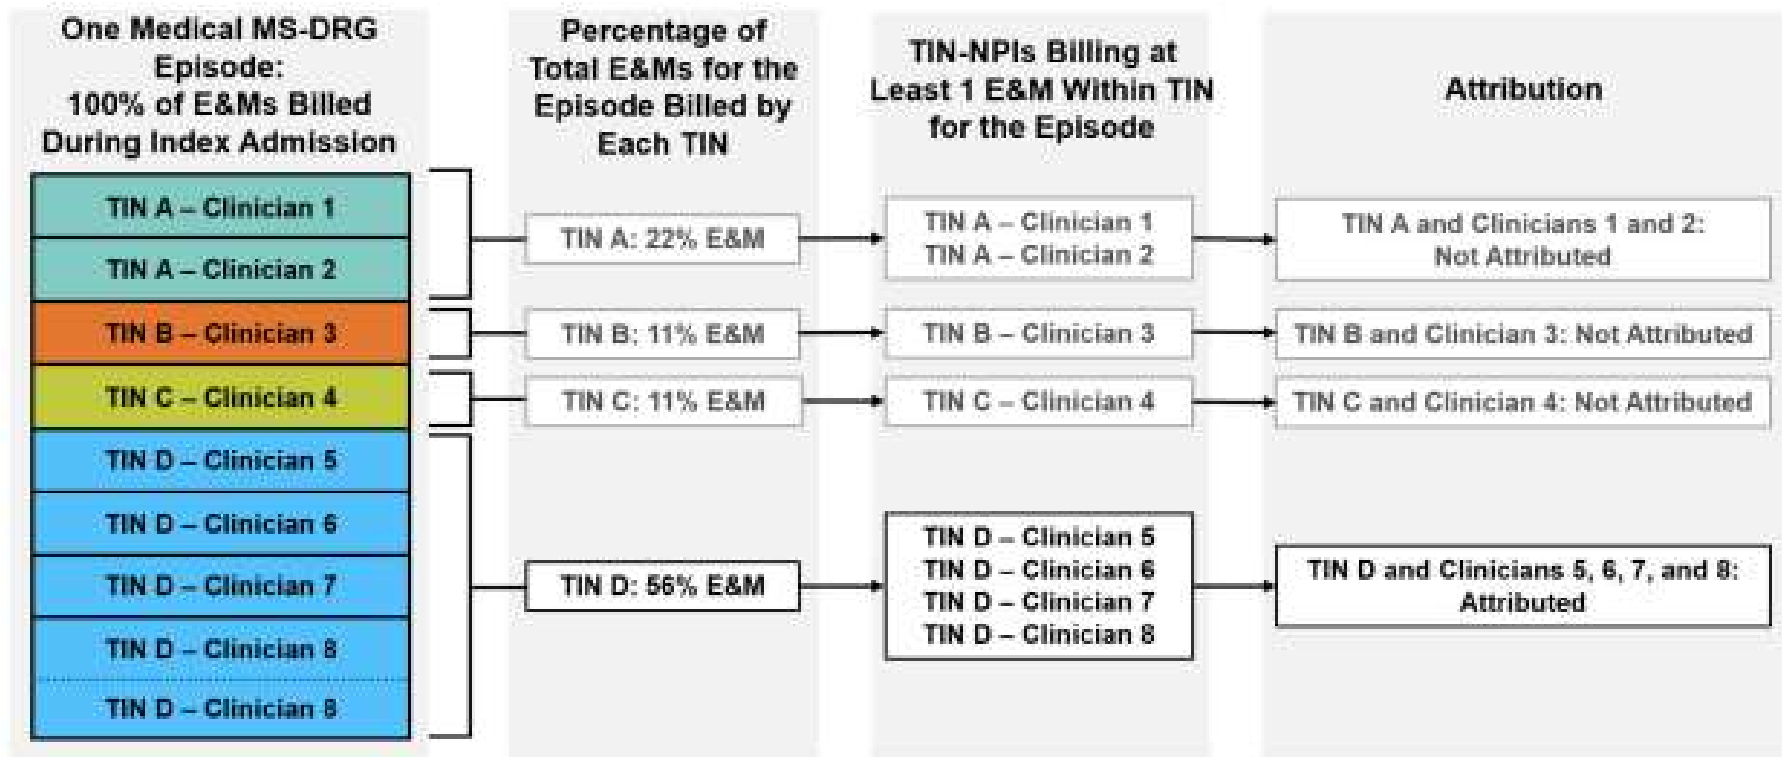 One Medical MS-DRG
Episode:
100% of E&Ms Billed
During Index Admission
TIN A – Clinician 1
TIN A – Clinician 2
TIN B – Clinician 3
TIN C – Clinician 4
TIN D – Clinician 5
TIN D – Clinician 6
TIN D – Clinician 7
TIN D – Clinician 8
TIN D – Clinician 8
Percentage of
Total E&Ms for the
Episode Billed by
Each TIN
TIN A: 22% E&M
TIN B: 11% E&M
TIN C: 11% E&M
TIN D: 56% E&M
TIN-NPIs Billing at
Least 1 E&M Within TIN
for the Episode
TIN A – Clinician 1
TIN A – Clinician 2
TIN B – Clinician 3
TIN C – Clinician 4
TIN D – Clinician 5
TIN D – Clinician 6
TIN D – Clinician 7
TIN D – Clinician 8
Attribution
TIN A and Clinicians 1 and 2:
Not Attributed
TIN B and Clinician 3: Not Attributed
TIN C and Clinician 4: Not Attributed
TIN D and Clinicians 5, 6, 7, and 8:
Attributed